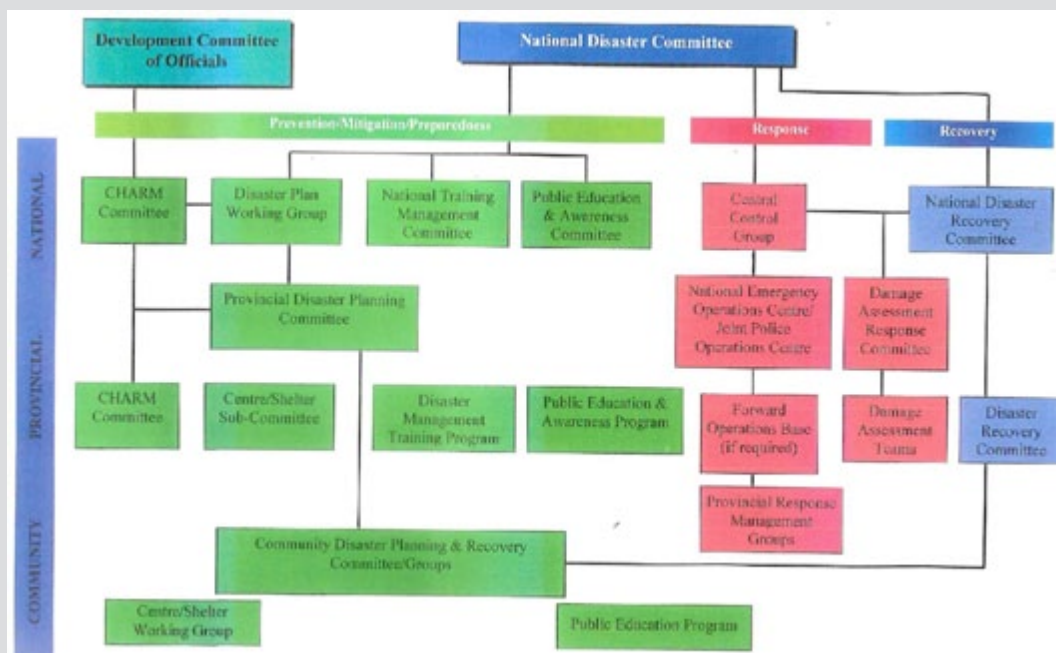 Development Committee
of Officials
National Disaster Committee
Prevention-Mitigation/Preparedness
Response
Recovery
NATIONAL
CHARM
Committee
Disaster Plan
Working Group
National Training
Management
Committee
Public Education
& Awareness
Committee
Central
Control
Group
National Disaster
Recovery
Committee
Provincial Disaster Planning
Committee
National Emergency
Operations Centre/
Joint Police
Operations Centre
Damage
Assessment
Response
Committee
PROVINCIAL
CHARM
Committee
Centre/Shelter
Sub-Committee
Disaster
Management
Training Program
Public Education &
Awareness Program
Forward
Operations Base
(if required)
Damage
Assessment
Teams
Disaster
Recovery
Committee
Provincial Response
Management
Groups
COMMUNITY
Community Disaster Planning & Recovery
Committee/Groups
Centre/Shelter
Working Group
Public Education Program